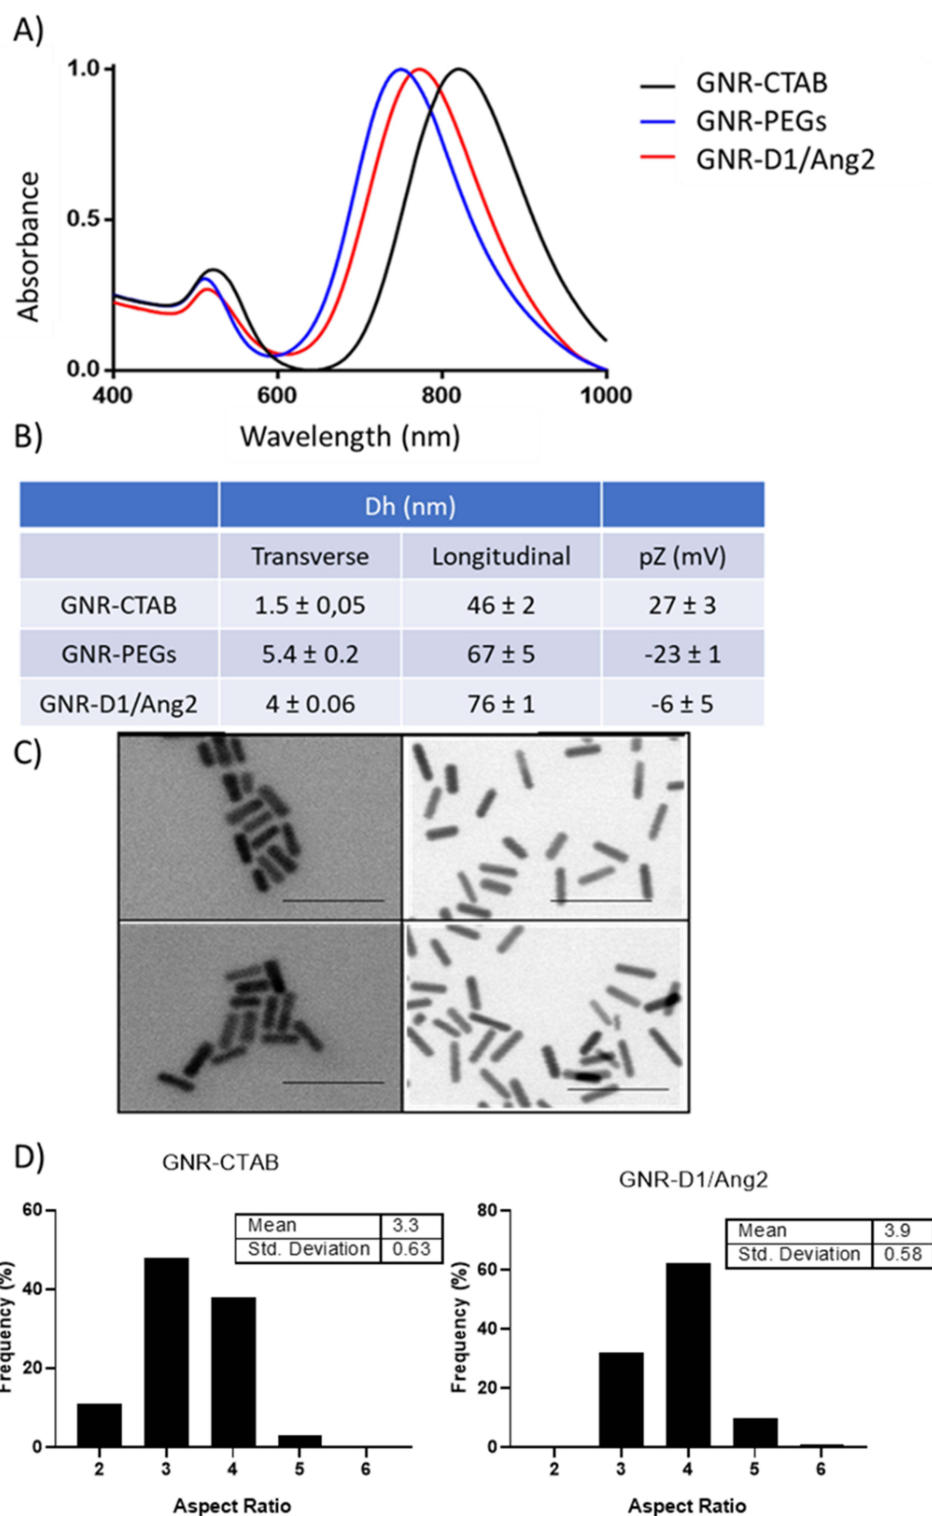 A)
1.0
0.5
0.0
Absorbance
400 600 800 1000
Wavelength (nm)
GNR-CTAB
GNR-PEGs
GNR-D1/Ang2
B)
Dh (nm)
Transverse Longitudinal pZ (mV)
GNR-CTAB 1.5 ± 0,05 46 ± 2 27 ± 3
GNR-PEGs 5.4 ± 0.2 67 ± 5 -23 ± 1
GNR-D1/Ang2 4 ± 0.06 76 ± 1 -6 ± 5
C)
D)
GNR-CTAB
Mean 3.3
Std. Deviation 0.63
60
40
20
0
Frequency (%)
2 3 4 5 6
Aspect Ratio
GNR-D1/Ang2
Mean 3.9
Std. Deviation 0.58
80
60
40
20
0
Frequency (%)
2 3 4 5 6
Aspect Ratio